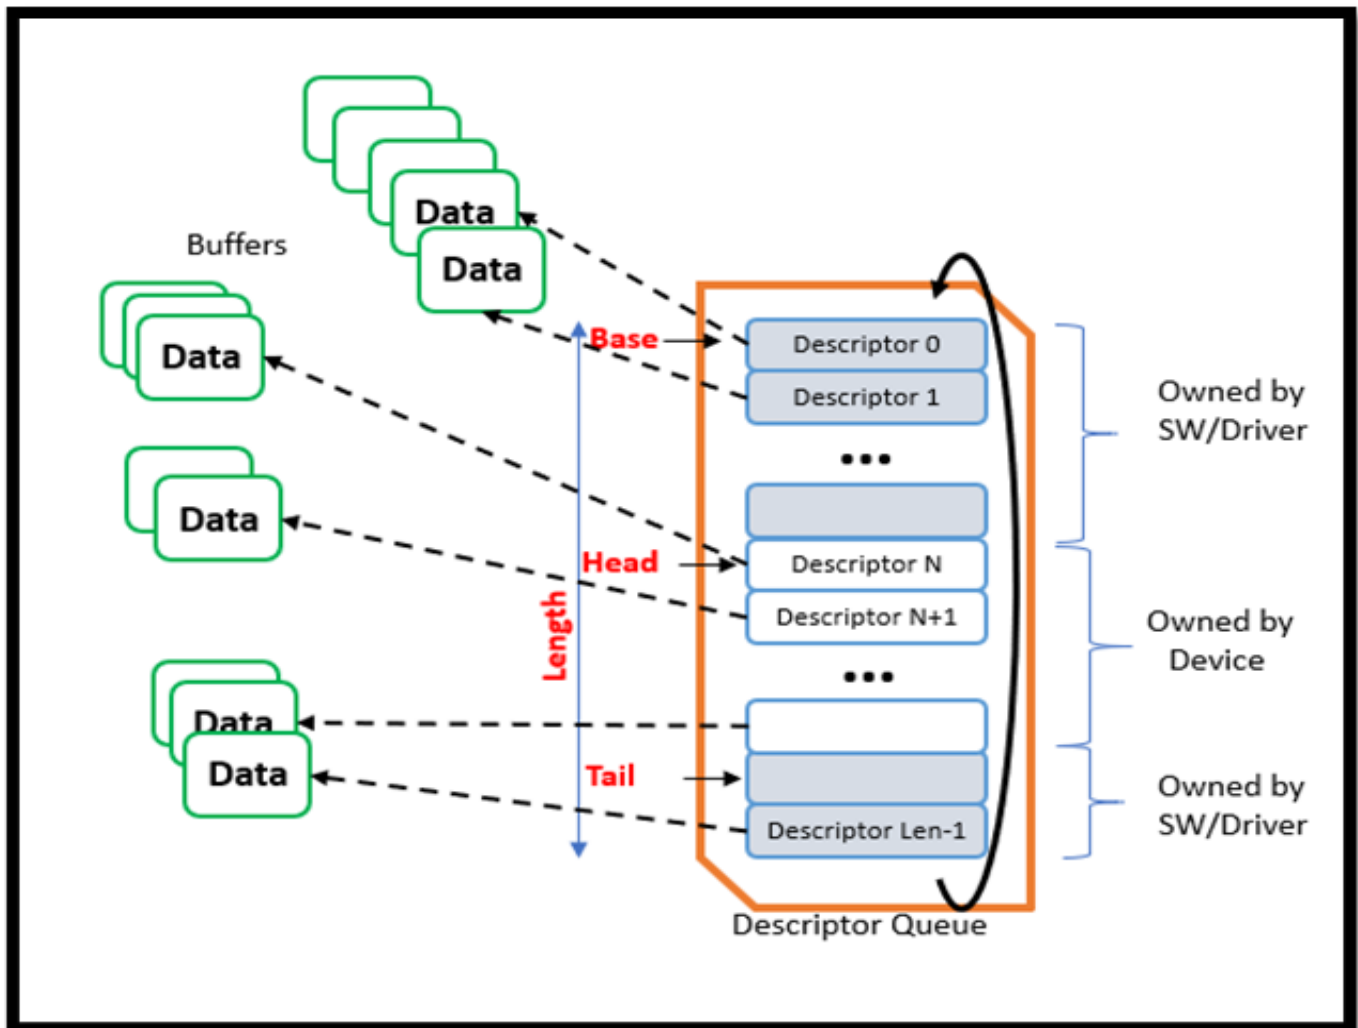 Data
Data
Buffers
Data
Data
Data
Data
Base
Head
Length
Tail
Descriptor 0
Descriptor 1
...
Descriptor N
Descriptor N+1
...
Descriptor Len-1
Descriptor Queue
Owned by
SW/Driver
Owned by
Device
Owned by
SW/Driver